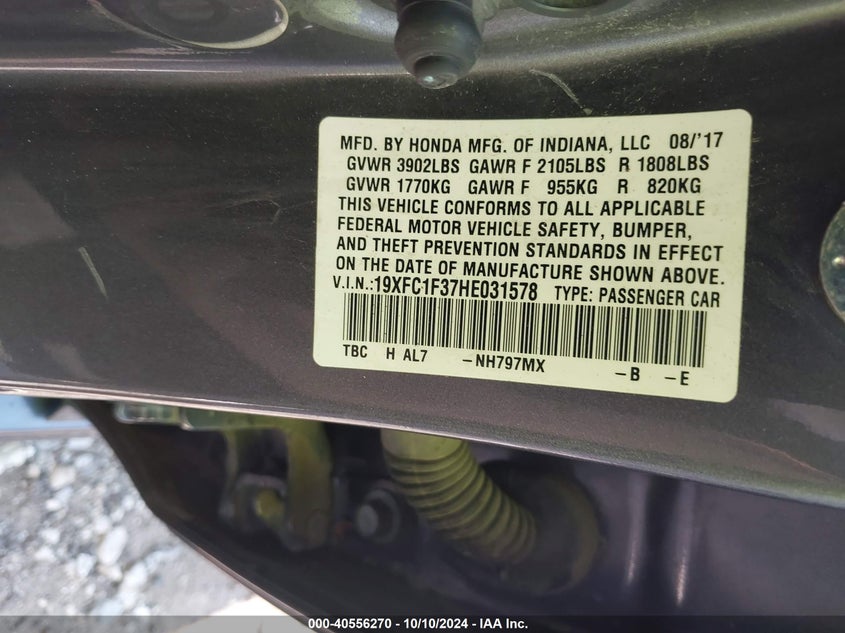 MFD. BY HONDA MFG. OF INDIANA, LLC 08/'17
GVWR 3902LBS GAWR F 2105LBS R 1808LBS
GVWR 1770KG GAWR F 955KG R 820KG
THIS VEHICLE CONFORMS TO ALL APPLICABLE
FEDERAL MOTOR VEHICLE SAFETY, BUMPER,
AND THEFT PREVENTION STANDARDS IN EFFECT
ON THE DATE OF MANUFACTURE SHOWN ABOVE.
V.I.N.:19XFC1F37HE031578 TYPE: PASSENGER CAR
TBC H AL7 -NH797MX -B -E
000-40556270 - 10/10/2024 - IAA Inc.